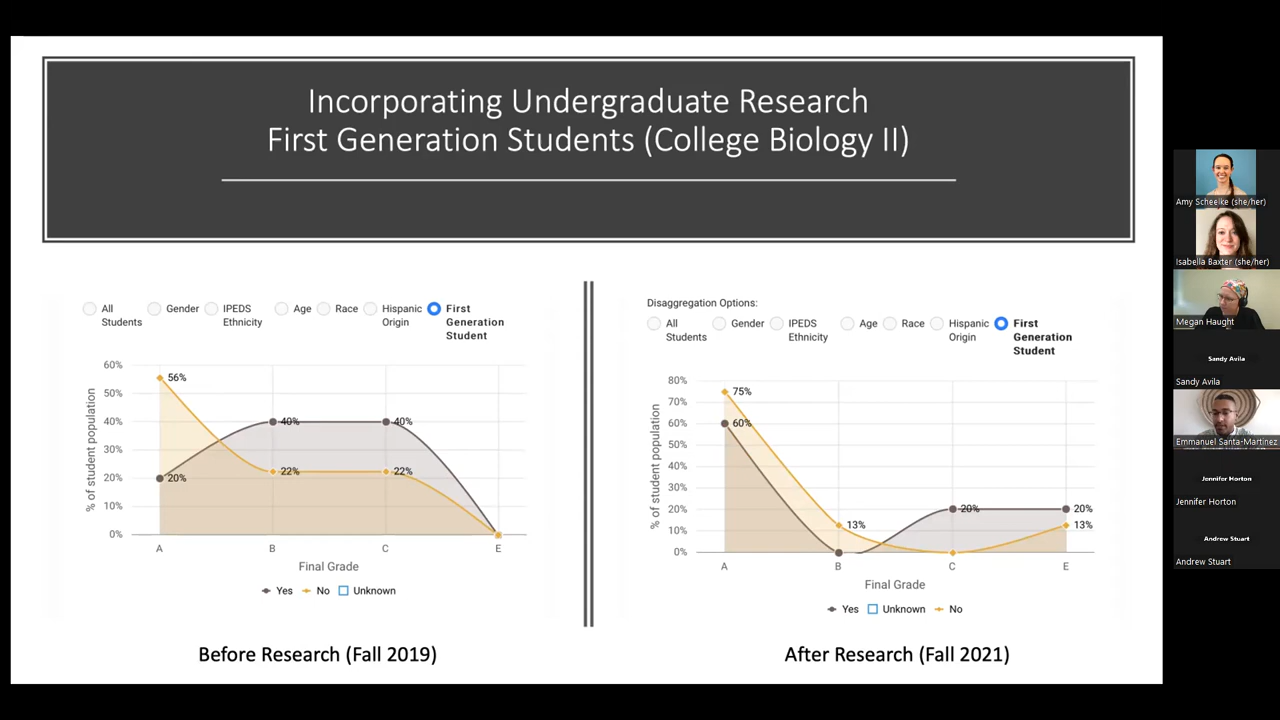 Incorporating Undergraduate Research
First Generation Students (College Biology II)
All Students
Gender
IPEDS Ethnicity
Age
Race
Hispanic Origin
First Generation Student
% of student population
60%
50%
40%
30%
20%
10%
0%
56%
20%
40%
22%
40%
22%
A B C E
Final Grade
Yes No Unknown
Before Research (Fall 2019)
Disaggregation Options:
All Students
Gender
IPEDS Ethnicity
Age
Race
Hispanic Origin
First Generation Student
% of student population
80%
70%
60%
50%
40%
30%
20%
10%
0%
75%
60%
13%
20%
20%
13%
A B C E
Final Grade
Yes Unknown No
After Research (Fall 2021)
Amy Scheelke (she/her)
Isabella Baxter (she/her)
Megan Haught
Sandy Avila
Sandy Avila
Emmanuel Santa-Martinez
Jennifer Horton
Jennifer Horton
Andrew Stuart
Andrew Stuart